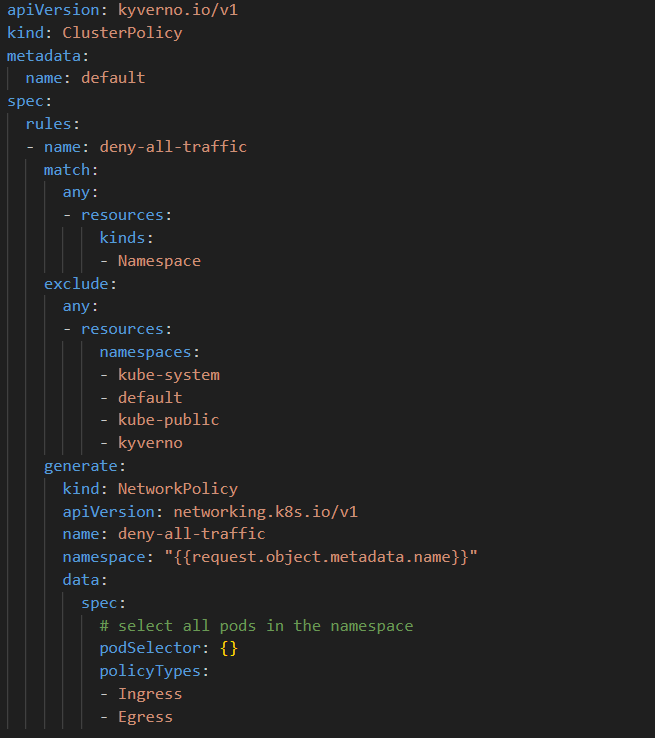 apiVersion: kyverno.io/v1
kind: ClusterPolicy
metadata:
  name: default
spec:
  rules:
  - name: deny-all-traffic
    match:
      any:
      - resources:
          kinds:
          - Namespace
    exclude:
      any:
      - resources:
          namespaces:
          - kube-system
          - default
          - kube-public
          - kyverno
    generate:
      kind: NetworkPolicy
      apiVersion: networking.k8s.io/v1
      name: deny-all-traffic
      namespace: "{{request.object.metadata.name}}"
      data:
        spec:
          # select all pods in the namespace
          podSelector: {}
          policyTypes:
          - Ingress
          - Egress